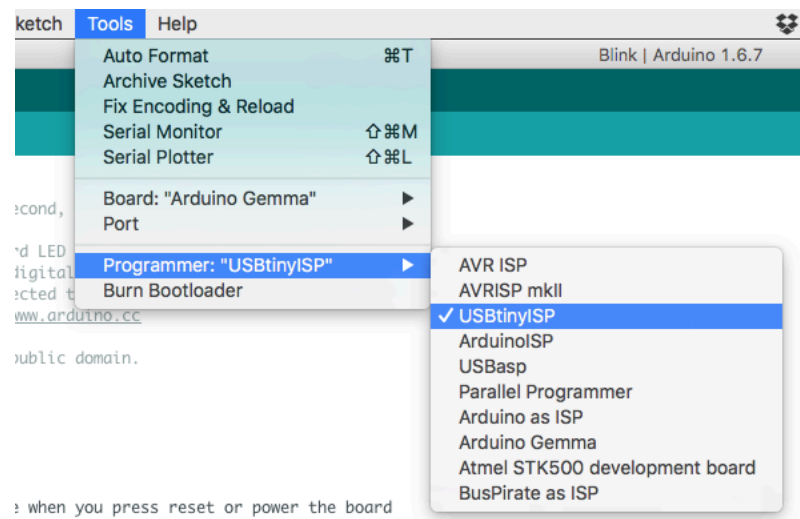 ketch Tools Help
Blink | Arduino 1.6.7
Auto Format ⌘T
Archive Sketch
Fix Encoding & Reload
Serial Monitor ⇧⌘M
Serial Plotter ⇧⌘L
Board: "Arduino Gemma"
Port
Programmer: "USBtinyISP"
Burn Bootloader
AVR ISP
AVRISP mkII
✓ USBtinyISP
ArduinoISP
USBasp
Parallel Programmer
Arduino as ISP
Arduino Gemma
Atmel STK500 development board
BusPirate as ISP
econd,
rd LED
digital
ected t
www.arduino.cc
public domain.
e when you press reset or power the board